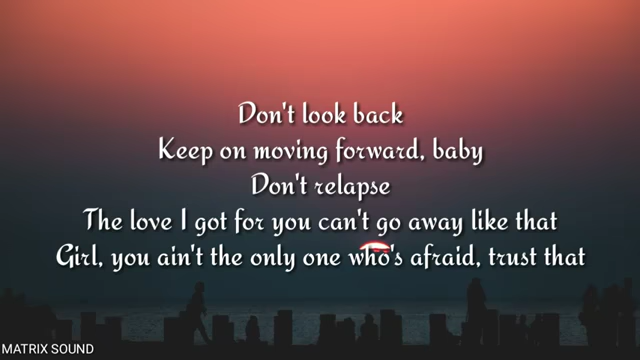 Don't look back
Keep on moving forward, baby
Don't relapse
The love I got for you can't go away like that
Girl, you ain't the only one who's afraid, trust that
MATRIX SOUND